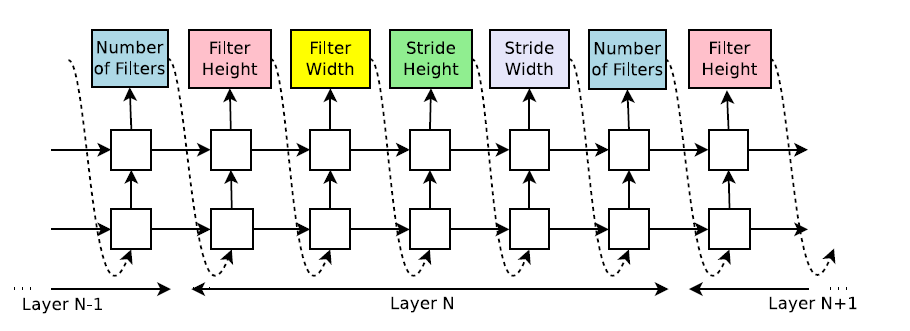 Number
of Filters
Filter
Height
Filter
Width
Stride
Height
Stride
Width
Number
of Filters
Filter
Height
Layer N-1
Layer N
Layer N+1